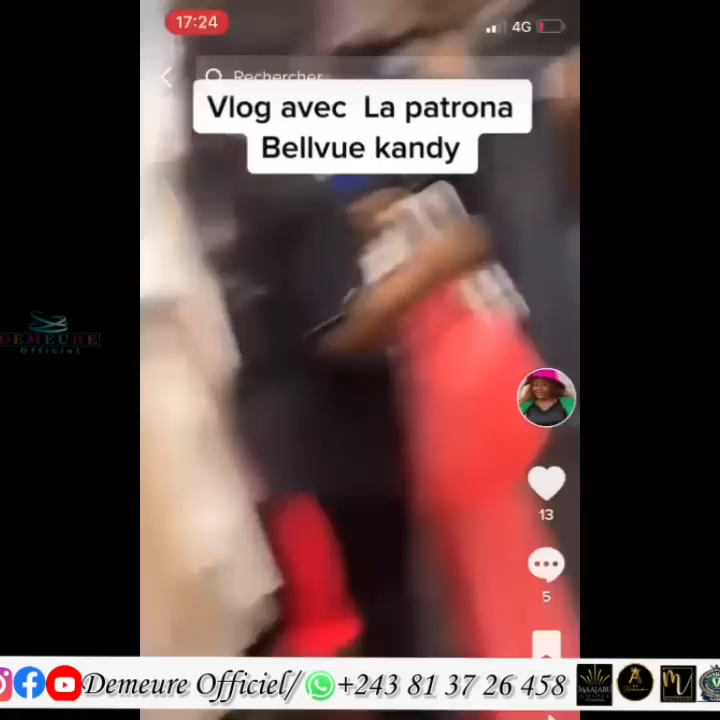 17:24
4G
Rechercher
Vlog avec La patrona
Bellvue kandy
DEMEURE
Officiel
13
5
Demeure Officiel/ +243 81 37 26 458